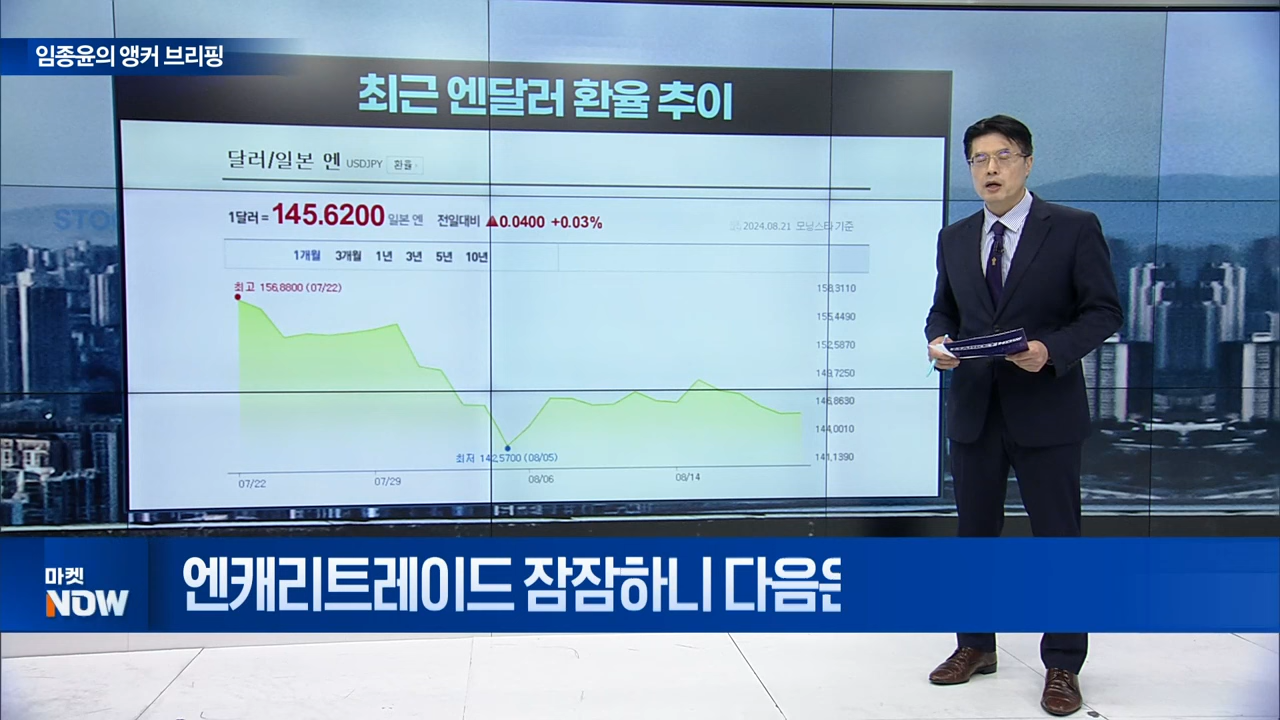 임종윤의 앵커 브리핑
최근 엔달러 환율 추이
달러/일본 엔 USDJPY 환율
1달러 = 145.6200 일본 엔 전일대비 ▲0.0400 +0.03%
2024.08.21 모닝스타 기준
1개월 3개월 1년 3년 5년 10년
최고 156.8800 (07/22)
158.3110
155.4490
152.5870
149.7250
146.8630
144.0010
141.1390
최저 142.5700 (08/05)
07/22 07/29 08/06 08/14
마켓
NOW
엔캐리트레이드 잠잠하니 다음은